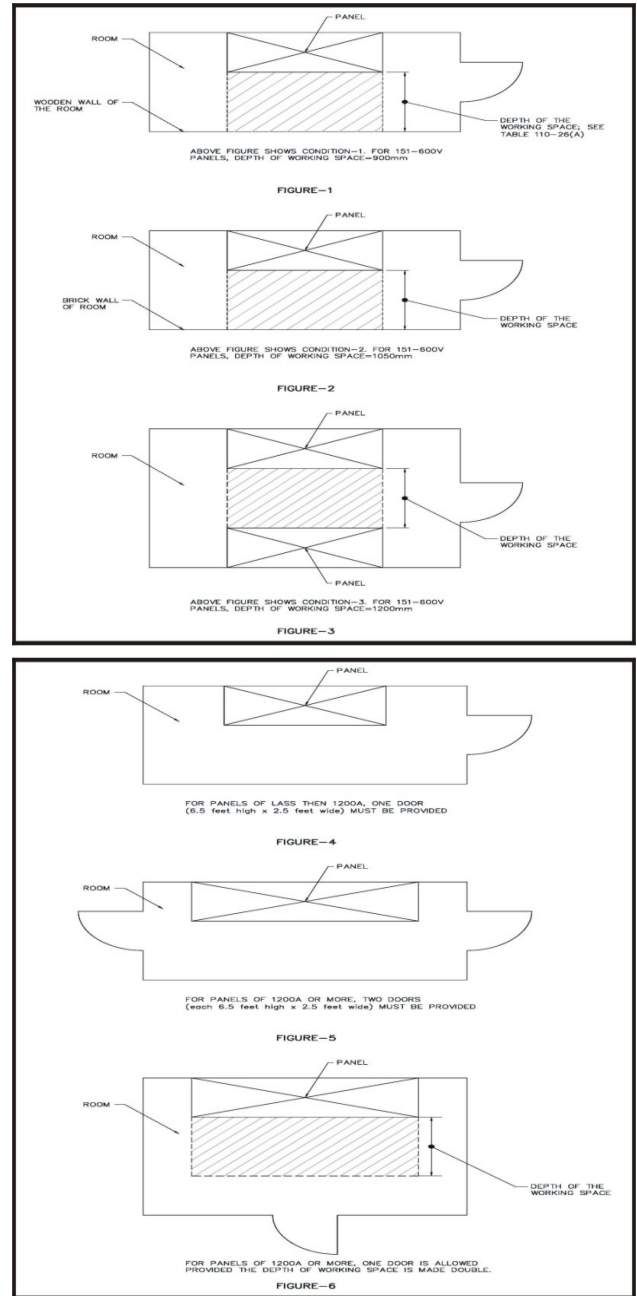 PANEL
ROOM
WOODEN WALL OF
THE ROOM
DEPTH OF THE
WORKING SPACE; SEE
TABLE 110-26(A)
ABOVE FIGURE SHOWS CONDITION-1. FOR 151-600V
PANELS, DEPTH OF WORKING SPACE=900mm
FIGURE-1
PANEL
ROOM
BRICK WALL
OF ROOM
DEPTH OF THE
WORKING SPACE
ABOVE FIGURE SHOWS CONDITION-2. FOR 151-600V
PANELS, DEPTH OF WORKING SPACE=1050mm
FIGURE-2
PANEL
ROOM
DEPTH OF THE
WORKING SPACE
PANEL
ABOVE FIGURE SHOWS CONDITION-3. FOR 151-600V
PANELS, DEPTH OF WORKING SPACE=1200mm
FIGURE-3
PANEL
ROOM
FOR PANELS OF LASS THEN 1200A, ONE DOOR
(6.5 feet high x 2.5 feet wide) MUST BE PROVIDED
FIGURE-4
PANEL
ROOM
FOR PANELS OF 1200A OR MORE, TWO DOORS
(each 6.5 feet high x 2.5 feet wide) MUST BE PROVIDED
FIGURE-5
PANEL
ROOM
DEPTH OF THE
WORKING SPACE
FOR PANELS OF 1200A OR MORE, ONE DOOR IS ALLOWED
PROVIDED THE DEPTH OF WORKING SPACE IS MADE DOUBLE.
FIGURE-6